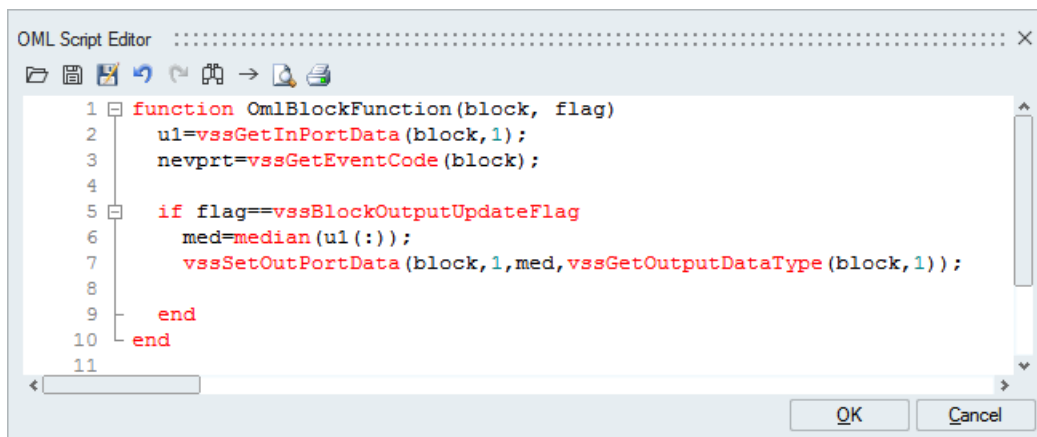 OML Script Editor
1 function OmlBlockFunction(block, flag)
2 u1=vssGetInPortData(block,1);
3 nevprt=vssGetEventCode(block);
4
5 if flag==vssBlockOutputUpdateFlag
6 med=median(u1(:));
7 vssSetOutPortData(block,1,med,vssGetOutputDataType(block,1));
8
9 end
10 end
11
OK Cancel